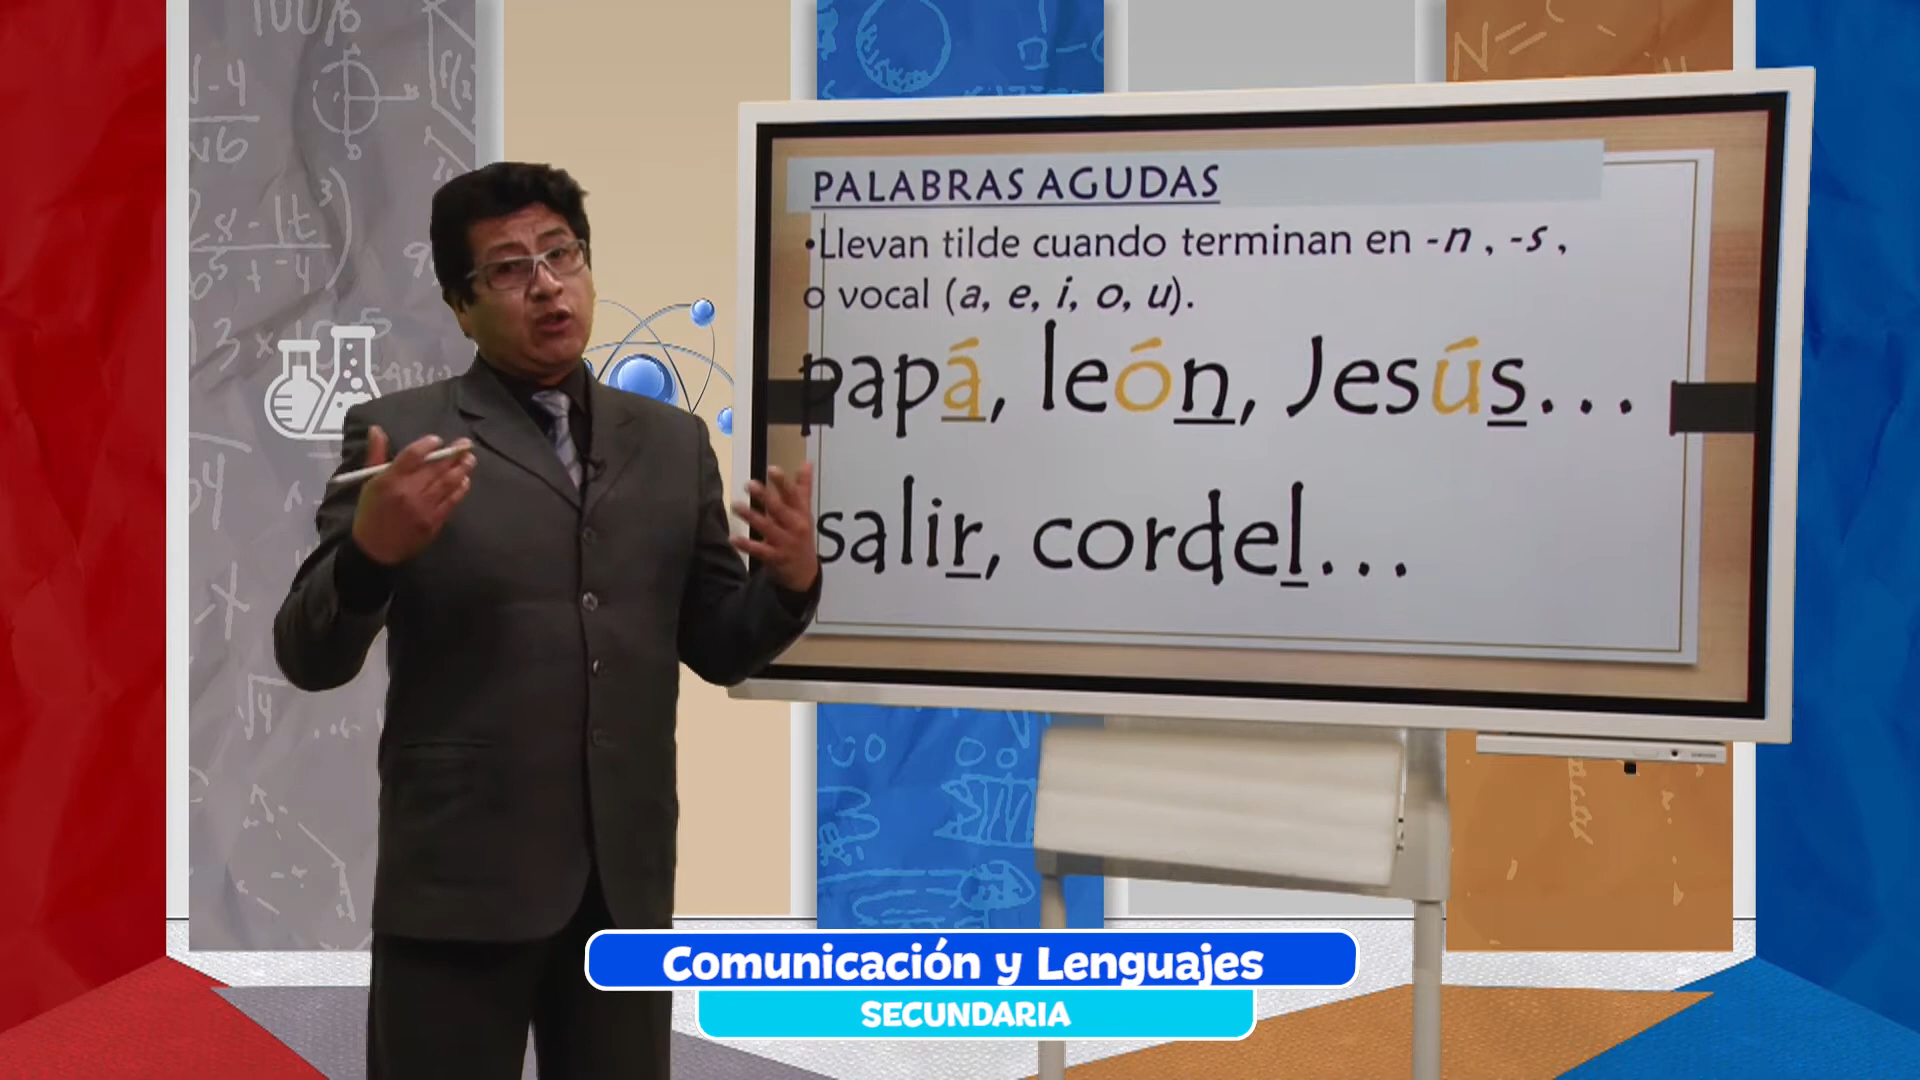 PALABRAS AGUDAS
•Llevan tilde cuando terminan en -n , -s ,
o vocal (a, e, i, o, u).
papá, león, Jesús...
salir, cordel...
Comunicación y Lenguajes
SECUNDARIA